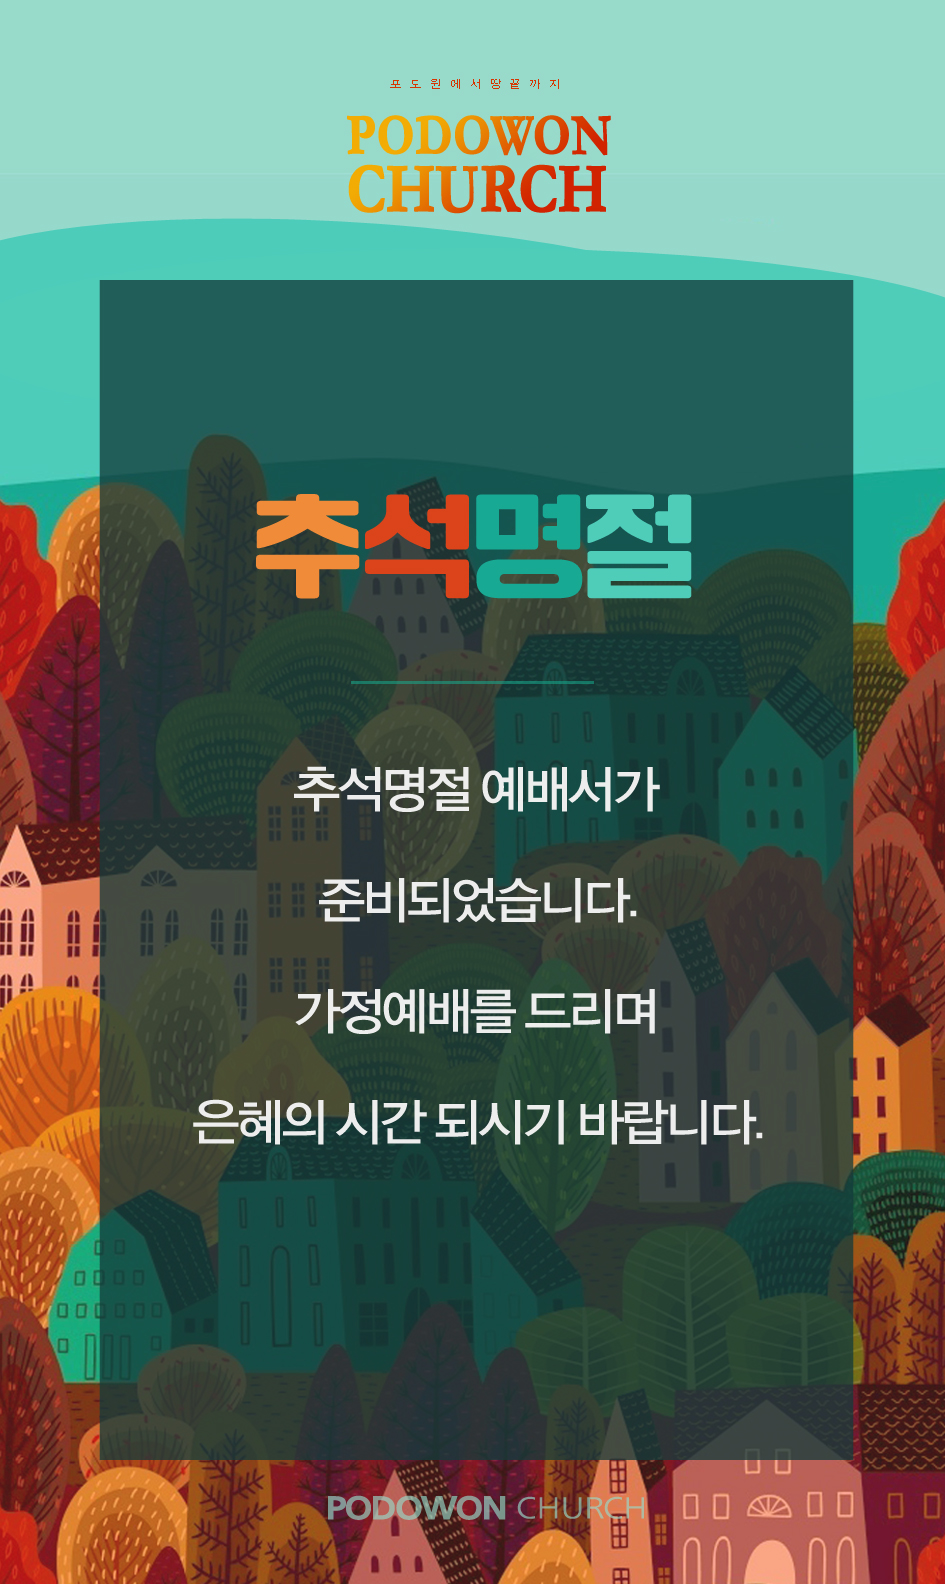 포도원에서땅끝까지
PODOWON
CHURCH
추석명절
추석명절 예배서가
준비되었습니다.
가정예배를 드리며
은혜의 시간 되시기 바랍니다.
PODOWON CHURCH